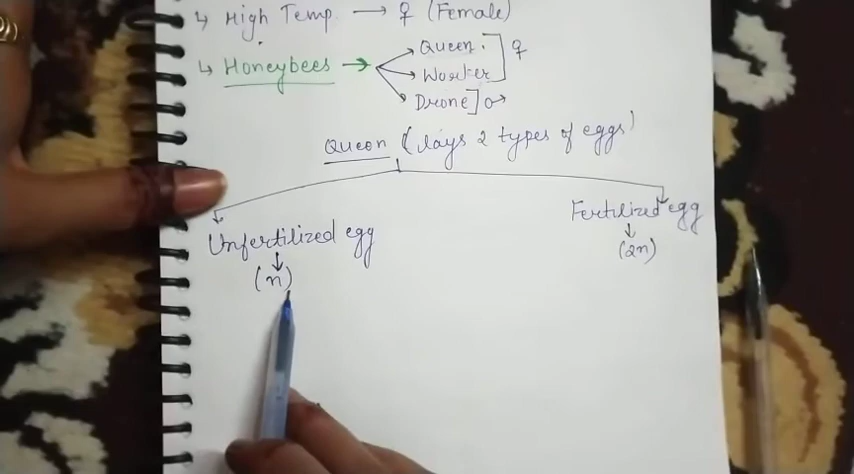 ↳ High Temp. → ♀ (Female)
↳ Honeybees → Queen ] ♀
Worker
Drone ] ♂
Queen (lays 2 types of eggs)
Unfertilized egg
↓
(n)
Fertilized egg
↓
(2n)